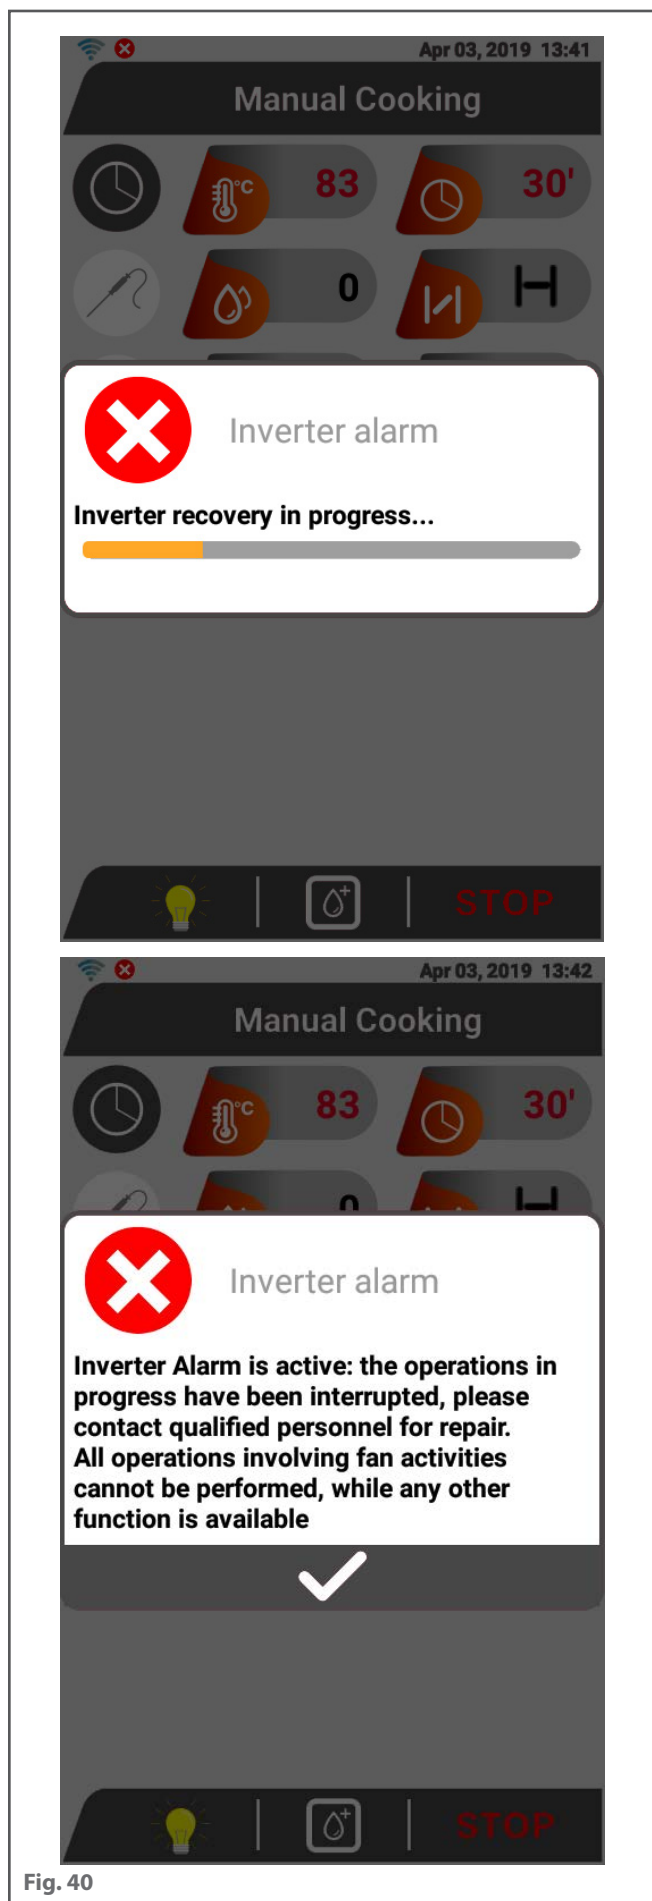 Apr 03, 2019 13:41
Manual Cooking
°C 83 30'
0
Inverter alarm
Inverter recovery in progress...
STOP
Apr 03, 2019 13:42
Manual Cooking
°C 83 30'
0
Inverter alarm
Inverter Alarm is active: the operations in
progress have been interrupted, please
contact qualified personnel for repair.
All operations involving fan activities
cannot be performed, while any other
function is available
STOP
Fig. 40